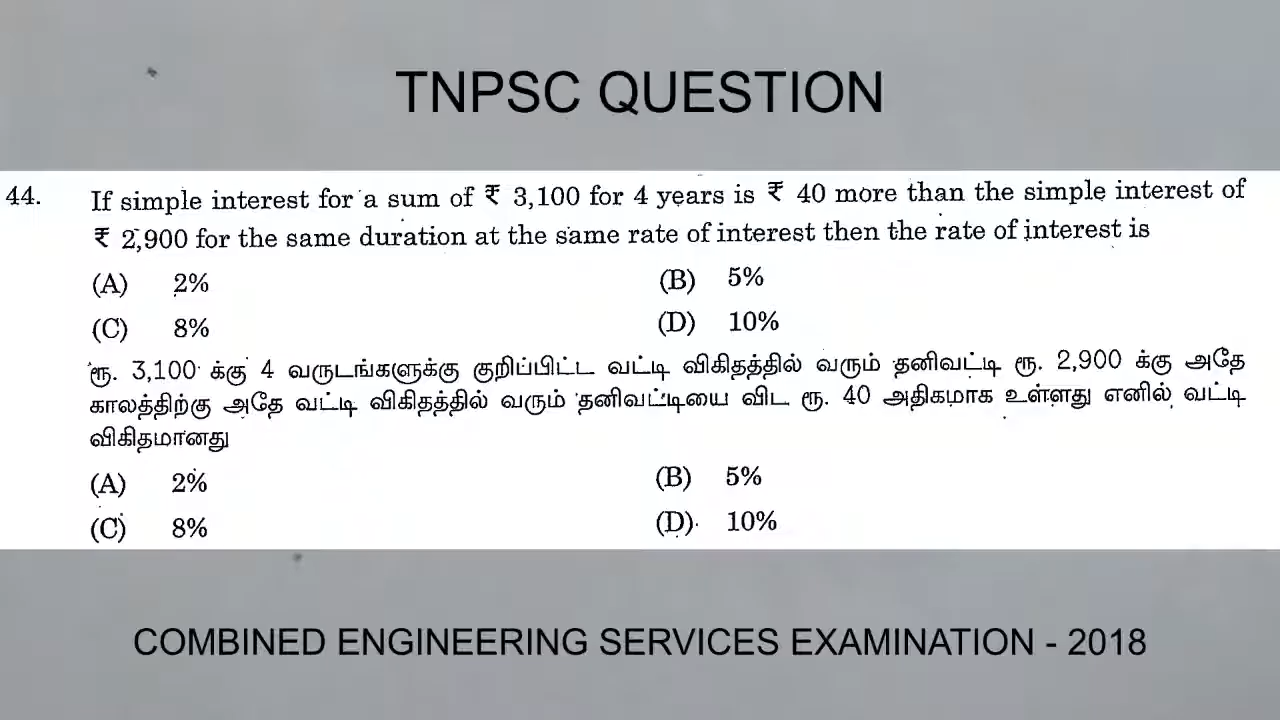 TNPSC QUESTION
44. If simple interest for a sum of ₹ 3,100 for 4 years is ₹ 40 more than the simple interest of
₹ 2,900 for the same duration at the same rate of interest then the rate of interest is
(A) 2% (B) 5%
(C) 8% (D) 10%
ரூ. 3,100 க்கு 4 வருடங்களுக்கு குறிப்பிட்ட வட்டி விகிதத்தில் வரும் தனிவட்டி ரூ. 2,900 க்கு அதே
காலத்திற்கு அதே வட்டி விகிதத்தில் வரும் தனிவட்டியை விட ரூ. 40 அதிகமாக உள்ளது எனில் வட்டி
விகிதமானது
(A) 2% (B) 5%
(C) 8% (D) 10%
COMBINED ENGINEERING SERVICES EXAMINATION - 2018